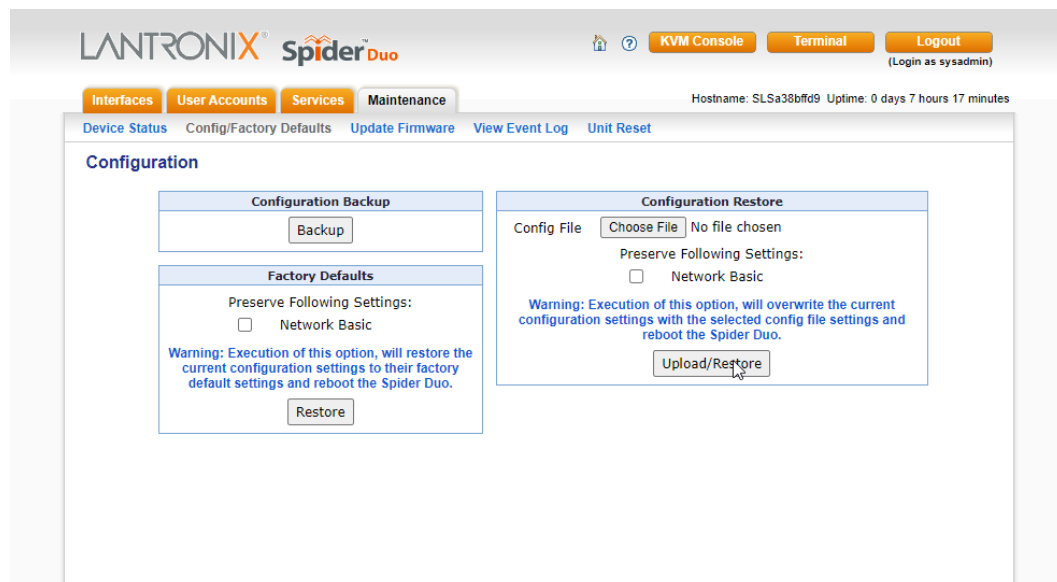 LANTRONIX® Spider™ Duo
KVM Console Terminal Logout
(Login as sysadmin)
Interfaces User Accounts Services Maintenance
Hostname: SLSa38bffd9 Uptime: 0 days 7 hours 17 minutes
Device Status Config/Factory Defaults Update Firmware View Event Log Unit Reset
Configuration
Configuration Backup
Backup
Factory Defaults
Preserve Following Settings:
Network Basic
Warning: Execution of this option, will restore the
current configuration settings to their factory
default settings and reboot the Spider Duo.
Restore
Configuration Restore
Config File Choose File No file chosen
Preserve Following Settings:
Network Basic
Warning: Execution of this option, will overwrite the current
configuration settings with the selected config file settings and
reboot the Spider Duo.
Upload/Restore